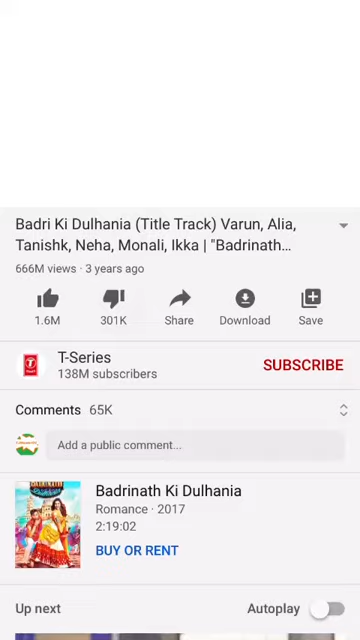 Badri Ki Dulhania (Title Track) Varun, Alia,
Tanishk, Neha, Monali, Ikka | "Badrinath...
666M views · 3 years ago
1.6M 301K Share Download Save
T-Series
138M subscribers
SUBSCRIBE
Comments 65K
Add a public comment...
Badrinath Ki Dulhania
Romance · 2017
2:19:02
BUY OR RENT
Up next Autoplay